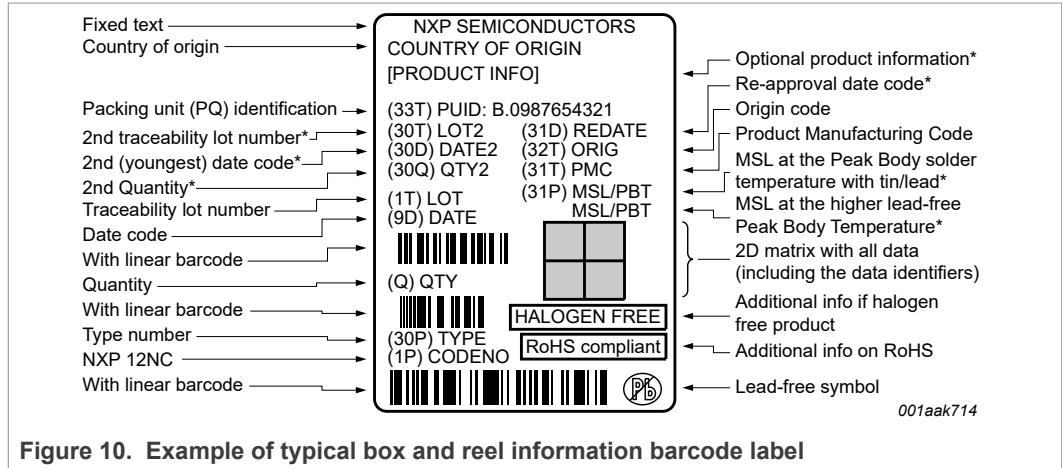 Fixed text
Country of origin
Packing unit (PQ) identification
2nd traceability lot number*
2nd (youngest) date code*
2nd Quantity*
Traceability lot number
Date code
With linear barcode
Quantity
With linear barcode
Type number
NXP 12NC
With linear barcode
NXP SEMICONDUCTORS
COUNTRY OF ORIGIN
[PRODUCT INFO]
(33T) PUID: B.0987654321
(30T) LOT2 (31D) REDATE
(30D) DATE2 (32T) ORIG
(30Q) QTY2 (31T) PMC
(31P) MSL/PBT
(1T) LOT
MSL/PBT
(9D) DATE
(Q) QTY
HALOGEN FREE
(30P) TYPE
RoHS compliant
(1P) CODENO
Pb
Optional product information*
Re-approval date code*
Origin code
Product Manufacturing Code
MSL at the Peak Body solder
temperature with tin/lead*
MSL at the higher lead-free
Peak Body Temperature*
2D matrix with all data
(including the data identifiers)
Additional info if halogen
free product
Additional info on RoHS
Lead-free symbol
001aak714
Figure 10. Example of typical box and reel information barcode label